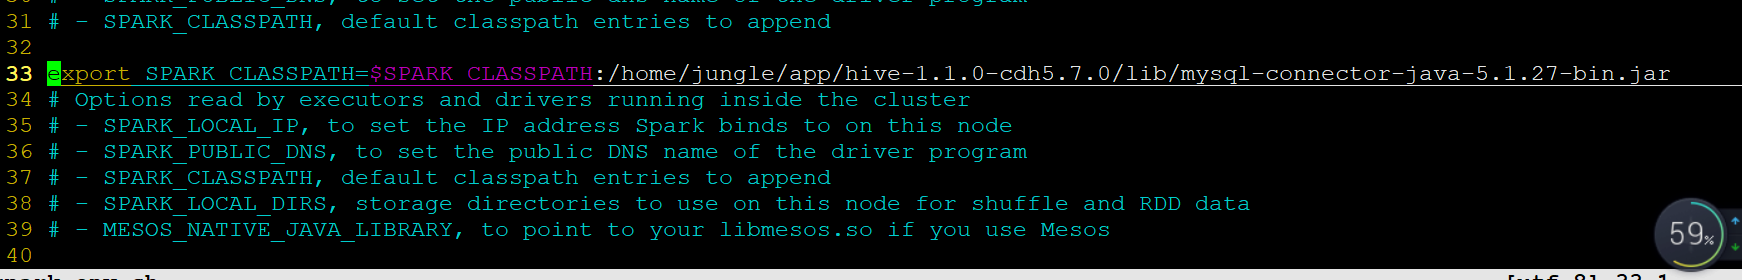 31 # - SPARK_CLASSPATH, default classpath entries to append
32
33 export SPARK_CLASSPATH=$SPARK_CLASSPATH:/home/jungle/app/hive-1.1.0-cdh5.7.0/lib/mysql-connector-java-5.1.27-bin.jar
34 # Options read by executors and drivers running inside the cluster
35 # - SPARK_LOCAL_IP, to set the IP address Spark binds to on this node
36 # - SPARK_PUBLIC_DNS, to set the public DNS name of the driver program
37 # - SPARK_CLASSPATH, default classpath entries to append
38 # - SPARK_LOCAL_DIRS, storage directories to use on this node for shuffle and RDD data
39 # - MESOS_NATIVE_JAVA_LIBRARY, to point to your libmesos.so if you use Mesos
59%
40